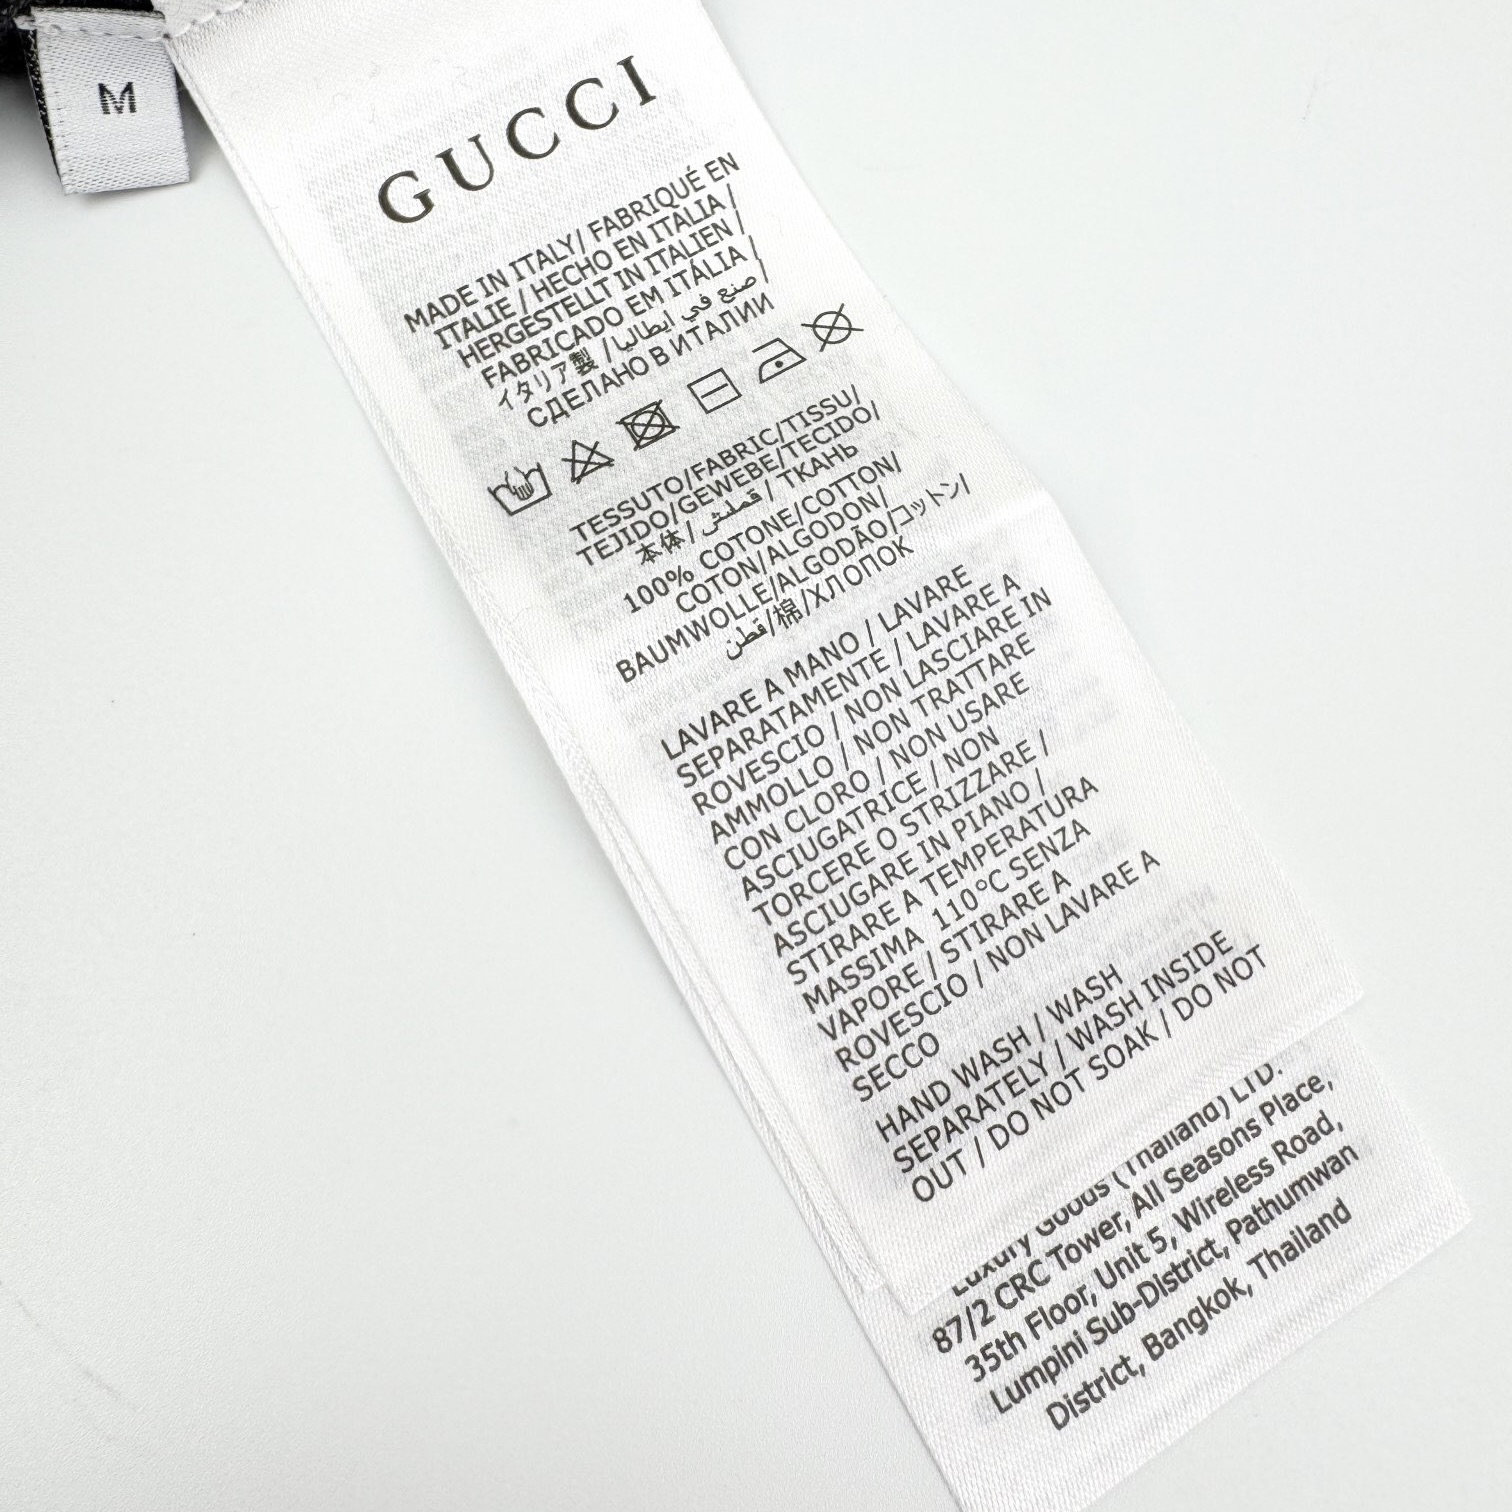 M
GUCCI
MADE IN ITALY/ FABRIQUÉ EN
ITALIE / HECHO EN ITALIA /
HERGESTELLT IN ITALIEN /
FABRICADO EM ITÁLIA /
イタリア製 /صنع في ايطاليا /
СДЕЛАНО В ИТАЛИИ
TESSUTO/FABRIC/TISSU/
TEJIDO/GEWEBE/TECIDO/
本体/قملش/ ТКАНЬ
100% COTONE/COTTON/
COTON/ALGODON/
BAUMWOLLE/ALGODÃO/コットン/
قطن/棉/ХЛОПОК
LAVARE A MANO / LAVARE
SEPARATAMENTE / LAVARE A
ROVESCIO / NON LASCIARE IN
AMMOLLO / NON TRATTARE
CON CLORO / NON USARE
ASCIUGATRICE / NON
TORCERE O STRIZZARE /
ASCIUGARE IN PIANO /
STIRARE A TEMPERATURA
MASSIMA 110°C SENZA
VAPORE / STIRARE A
ROVESCIO / NON LAVARE A
SECCO
HAND WASH / WASH
SEPARATELY / WASH INSIDE
OUT / DO NOT SOAK / DO NOT
Luxury Goods (Thailand) LTD.
87/2 CRC Tower, All Seasons Place,
35th Floor, Unit 5, Wireless Road,
Lumpini Sub-District, Pathumwan
District, Bangkok, Thailand